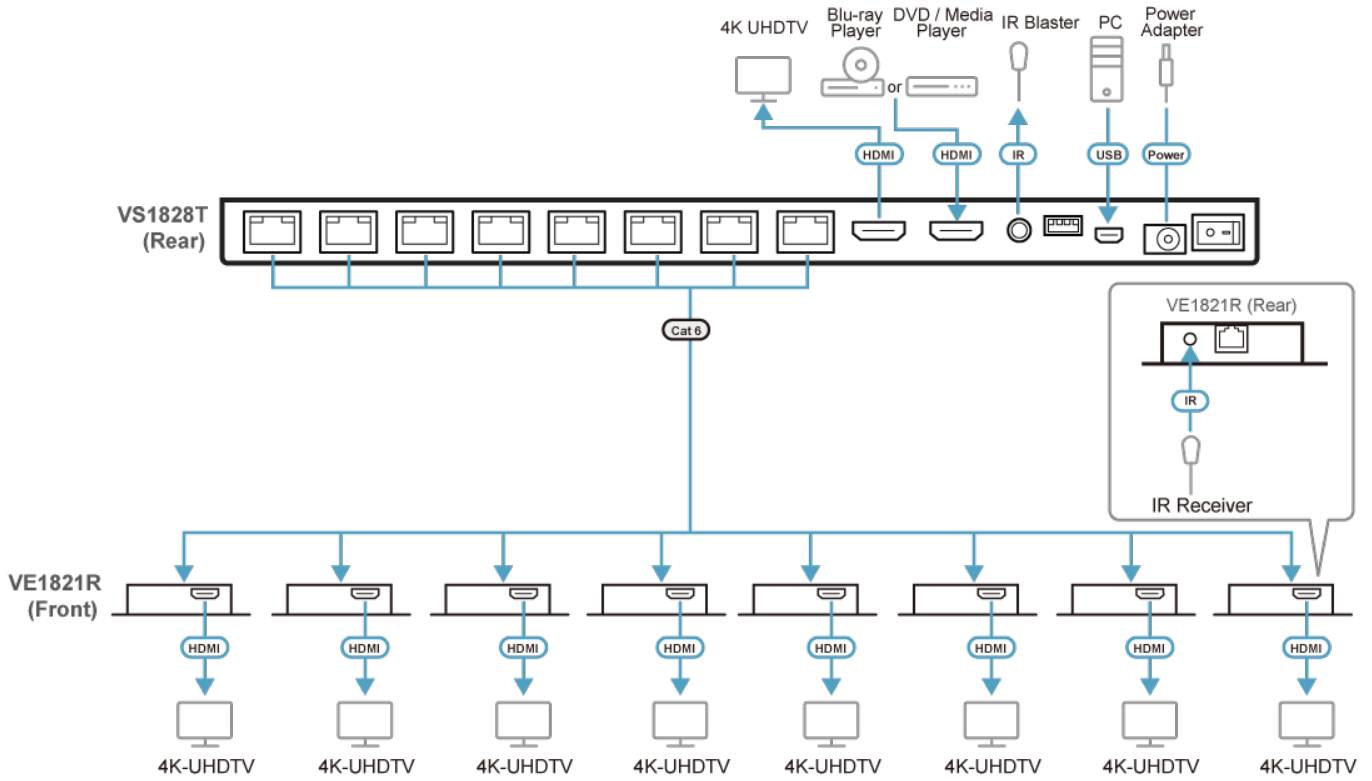 4K UHDTV
Blu-ray
Player
or
DVD / Media
Player
IR Blaster
PC
Power
Adapter
HDMI
HDMI
IR
USB
Power
VS1828T
(Rear)
Cat 6
VE1821R (Rear)
IR
IR Receiver
VE1821R
(Front)
HDMI
HDMI
HDMI
HDMI
HDMI
HDMI
HDMI
HDMI
4K-UHDTV
4K-UHDTV
4K-UHDTV
4K-UHDTV
4K-UHDTV
4K-UHDTV
4K-UHDTV
4K-UHDTV